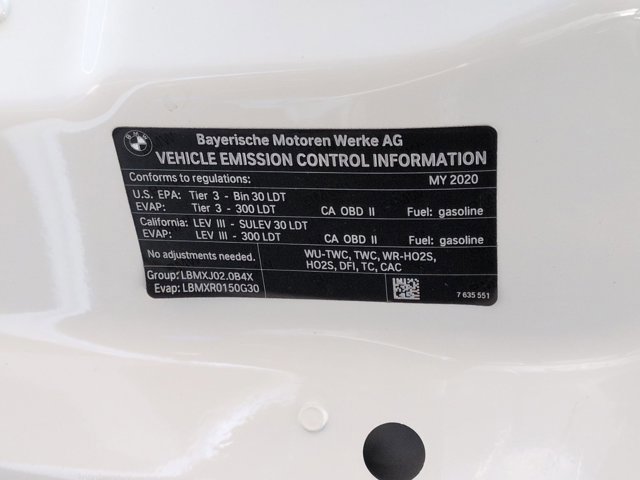 BMW
Bayerische Motoren Werke AG
VEHICLE EMISSION CONTROL INFORMATION
Conforms to regulations: MY 2020
U.S. EPA: Tier 3 - Bin 30 LDT
EVAP: Tier 3 - 300 LDT CA OBD II Fuel: gasoline
California: LEV III - SULEV 30 LDT
EVAP: LEV III - 300 LDT CA OBD II Fuel: gasoline
No adjustments needed. WU-TWC, TWC, WR-HO2S,
HO2S, DFI, TC, CAC
Group: LBMXJ02.0B4X
Evap: LBMXR0150G30 7 635 551